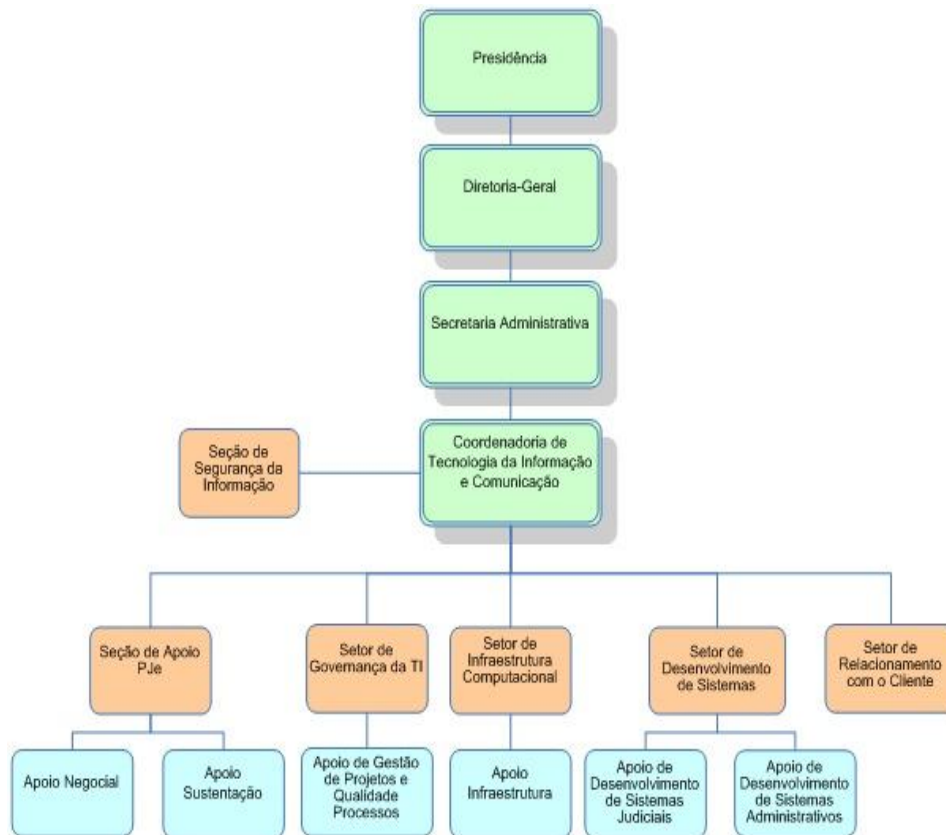 Presidência
Diretoria-Geral
Secretaria Administrativa
Coordenadoria de
Tecnologia da Informação
e Comunicação
Seção de
Segurança da
Informação
Seção de Apoio
PJe
Setor de
Governança da TI
Setor de
Infraestrutura
Computacional
Setor de
Desenvolvimento
de Sistemas
Setor de
Relacionamento
com o Cliente
Apoio Negocial
Apoio
Sustentação
Apoio de Gestão
de Projetos e
Qualidade
Processos
Apoio
Infraestrutura
Apoio de
Desenvolvimento
de Sistemas
Judiciais
Apoio de
Desenvolvimento
de Sistemas
Administrativos